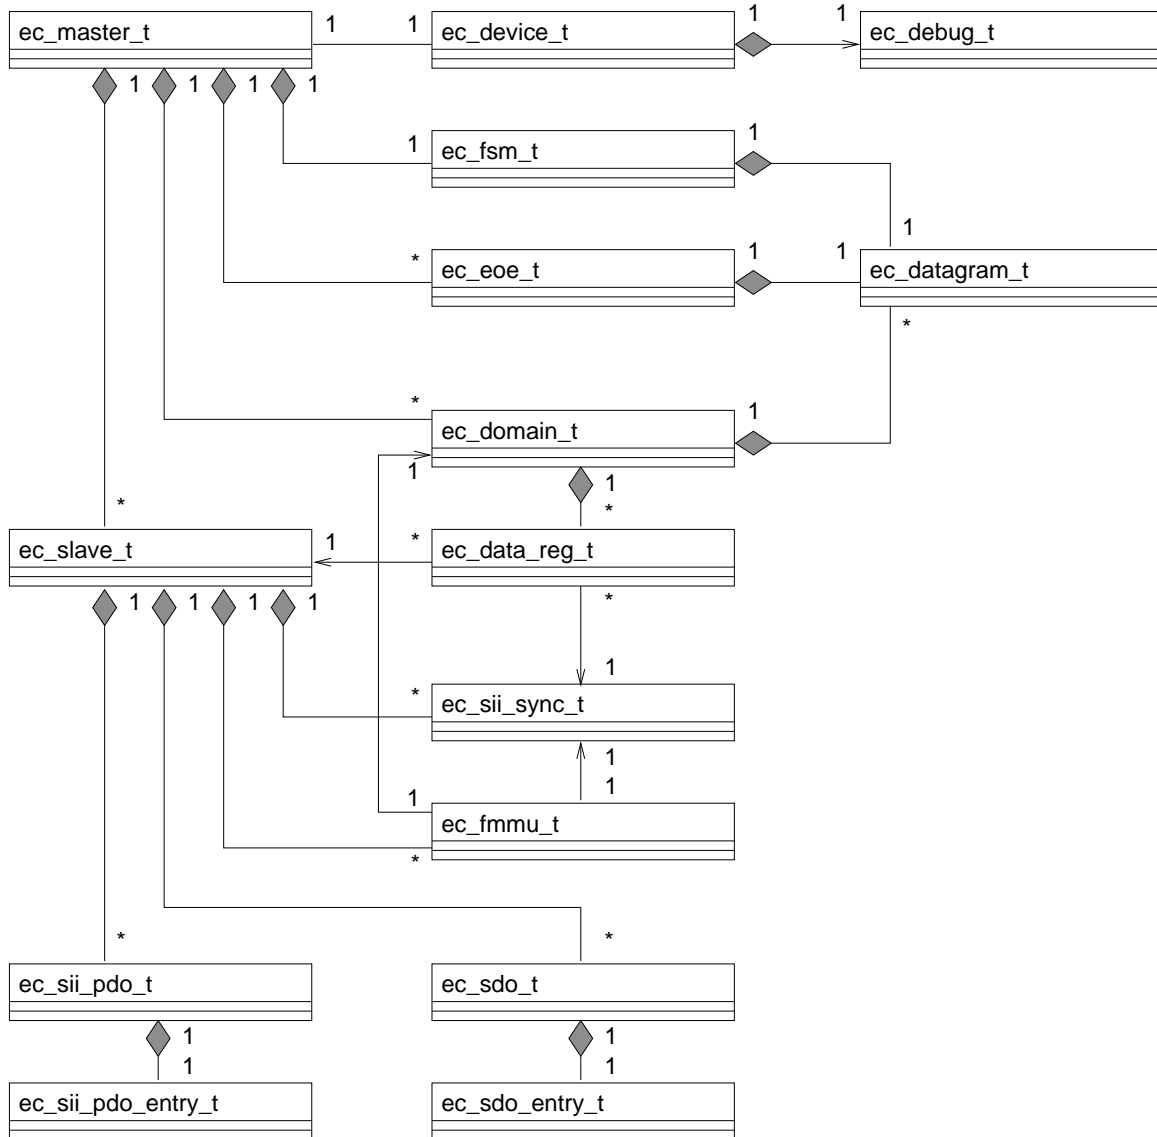 ec_master_t 1 1 ec_device_t 1 1 ec_debug_t
1 1 1 1
1 ec_fsm_t 1
1
* ec_eoe_t 1 1 ec_datagram_t
*
* ec_domain_t 1
1
1
*
*
ec_slave_t 1 * ec_data_reg_t
1 1 1 1 *
1
* ec_sii_sync_t
1
1
1 ec_fmmu_t
*
* *
ec_sii_pdo_t ec_sdo_t
1 1
1 1
ec_sii_pdo_entry_t ec_sdo_entry_t